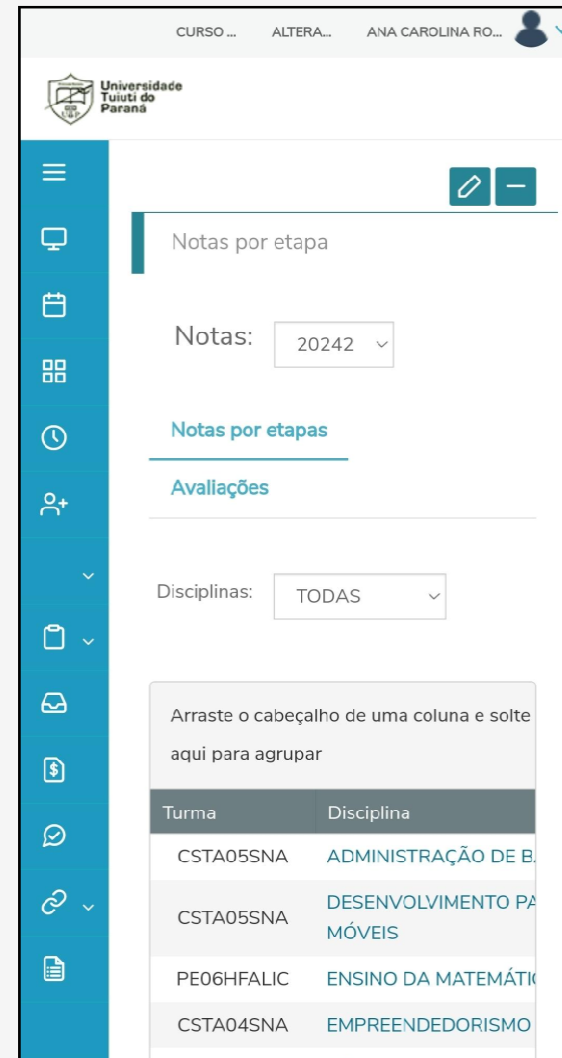 CURSO ... ALTERA... ANA CAROLINA RO...
Universidade
Tuiuti do
Paraná
Notas por etapa
Notas: 20242
Notas por etapas
Avaliações
Disciplinas: TODAS
Arraste o cabeçalho de uma coluna e solte
aqui para agrupar
Turma Disciplina
CSTA05SNA ADMINISTRAÇÃO DE
CSTA05SNA DESENVOLVIMENTO PA
MÓVEIS
PE06HFALIC ENSINO DA MATEMÁTI
CSTA04SNA EMPREENDEDORISMO